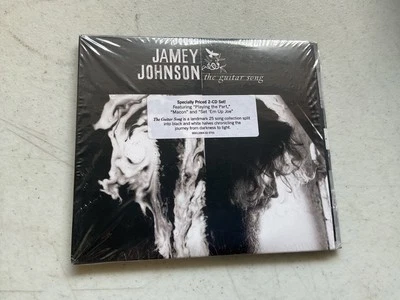 JAMEY
JOHNSON
the guitar song
Specially Priced 2-CD Set!
featuring "Playing the Part,"
"Macon" and "Set 'Em Up Joe"
The Guitar Song is a landmark 25 song collection split
into black and white halves chronicling the
journey from darkness to light.